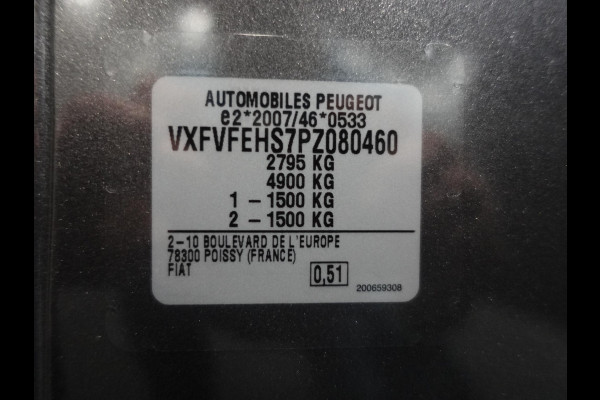 AUTOMOBILES PEUGEOT
e2*2007/46*0533
VXFVFEHS7PZ080460
2795 KG
4900 KG
1 - 1500 KG
2 - 1500 KG
2-10 BOULEVARD DE L'EUROPE
78300 POISSY (FRANCE)
FIAT
0,51
200659308